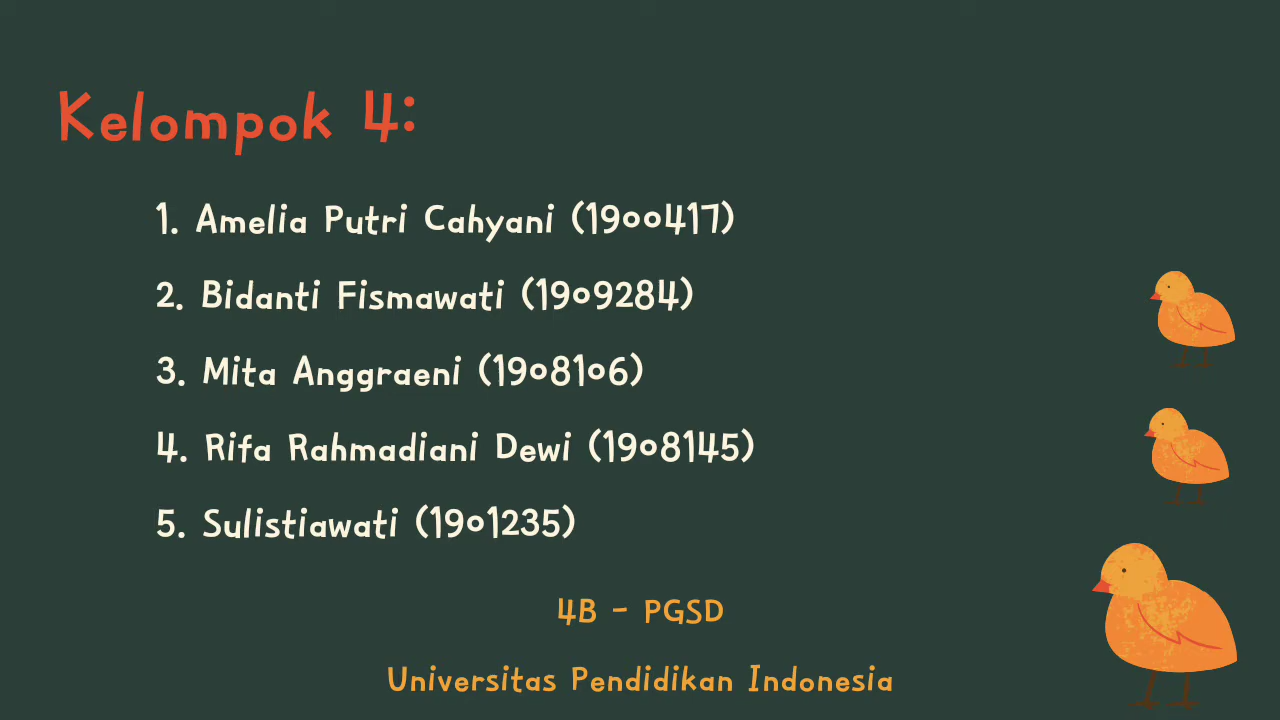 Kelompok 4:
1. Amelia Putri Cahyani (1900417)
2. Bidanti Fismawati (1909284)
3. Mita Anggraeni (1908106)
4. Rifa Rahmadiani Dewi (1908145)
5. Sulistiawati (1901235)
4B - PGSD
Universitas Pendidikan Indonesia